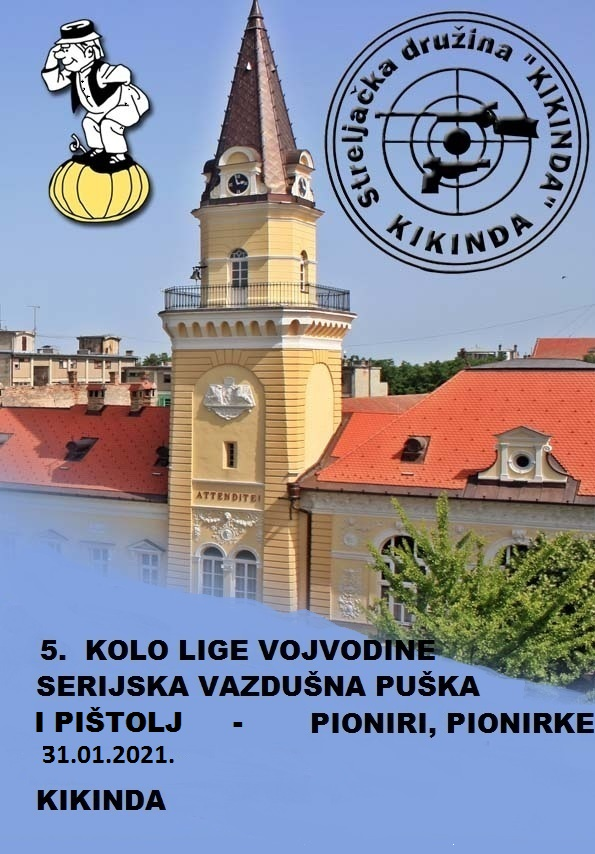 Streljačka družina "KIKINDA"
KIKINDA
ATTENDITE!
5. KOLO LIGE VOJVODINE
SERIJSKA VAZDUŠNA PUŠKA
I PIŠTOLJ - PIONIRI, PIONIRKE
31.01.2021.
KIKINDA